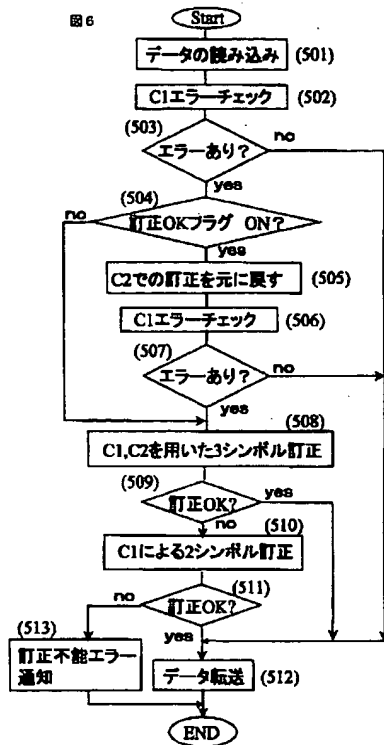 図6
Start
データの読み込み (501)
C1エラーチェック (502)
(503)
エラーあり? no
yes
(504)
no 訂正OKプラグ ON?
yes
C2での訂正を元に戻す (505)
C1エラーチェック (506)
(507)
エラーあり? no
yes
(508)
C1,C2を用いた3シンボル訂正
(509)
訂正OK? yes
no (510)
C1による2シンボル訂正
(511)
no 訂正OK?
(513) yes
訂正不能エラー
通知
データ転送 (512)
END